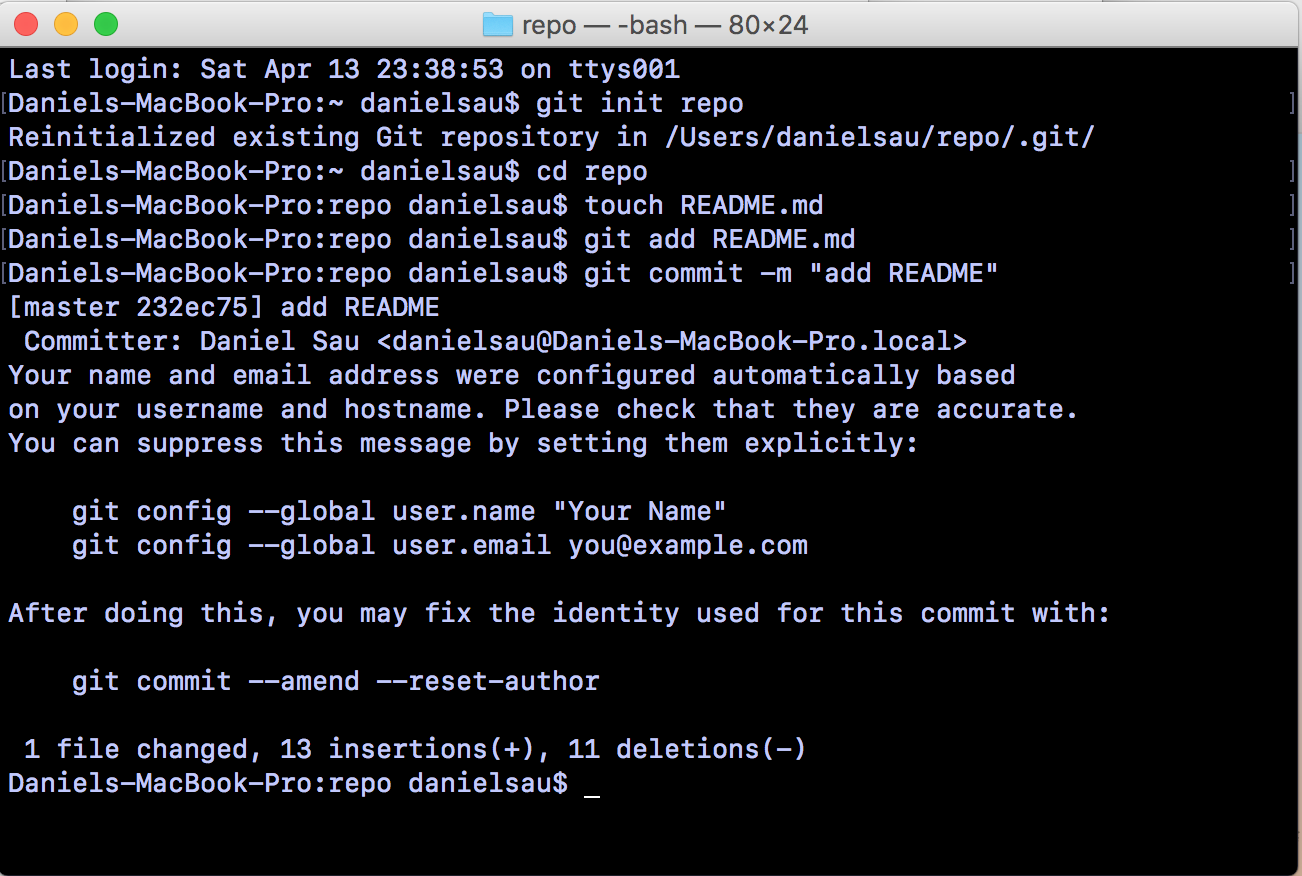 repo — -bash — 80×24
Last login: Sat Apr 13 23:38:53 on ttys001
[Daniels-MacBook-Pro:~ danielsau$ git init repo ]
Reinitialized existing Git repository in /Users/danielsau/repo/.git/
[Daniels-MacBook-Pro:~ danielsau$ cd repo ]
[Daniels-MacBook-Pro:repo danielsau$ touch README.md ]
[Daniels-MacBook-Pro:repo danielsau$ git add README.md ]
[Daniels-MacBook-Pro:repo danielsau$ git commit -m "add README" ]
[master 232ec75] add README
 Committer: Daniel Sau <danielsau@Daniels-MacBook-Pro.local>
Your name and email address were configured automatically based
on your username and hostname. Please check that they are accurate.
You can suppress this message by setting them explicitly:

    git config --global user.name "Your Name"
    git config --global user.email you@example.com

After doing this, you may fix the identity used for this commit with:

    git commit --amend --reset-author

 1 file changed, 13 insertions(+), 11 deletions(-)
Daniels-MacBook-Pro:repo danielsau$ _